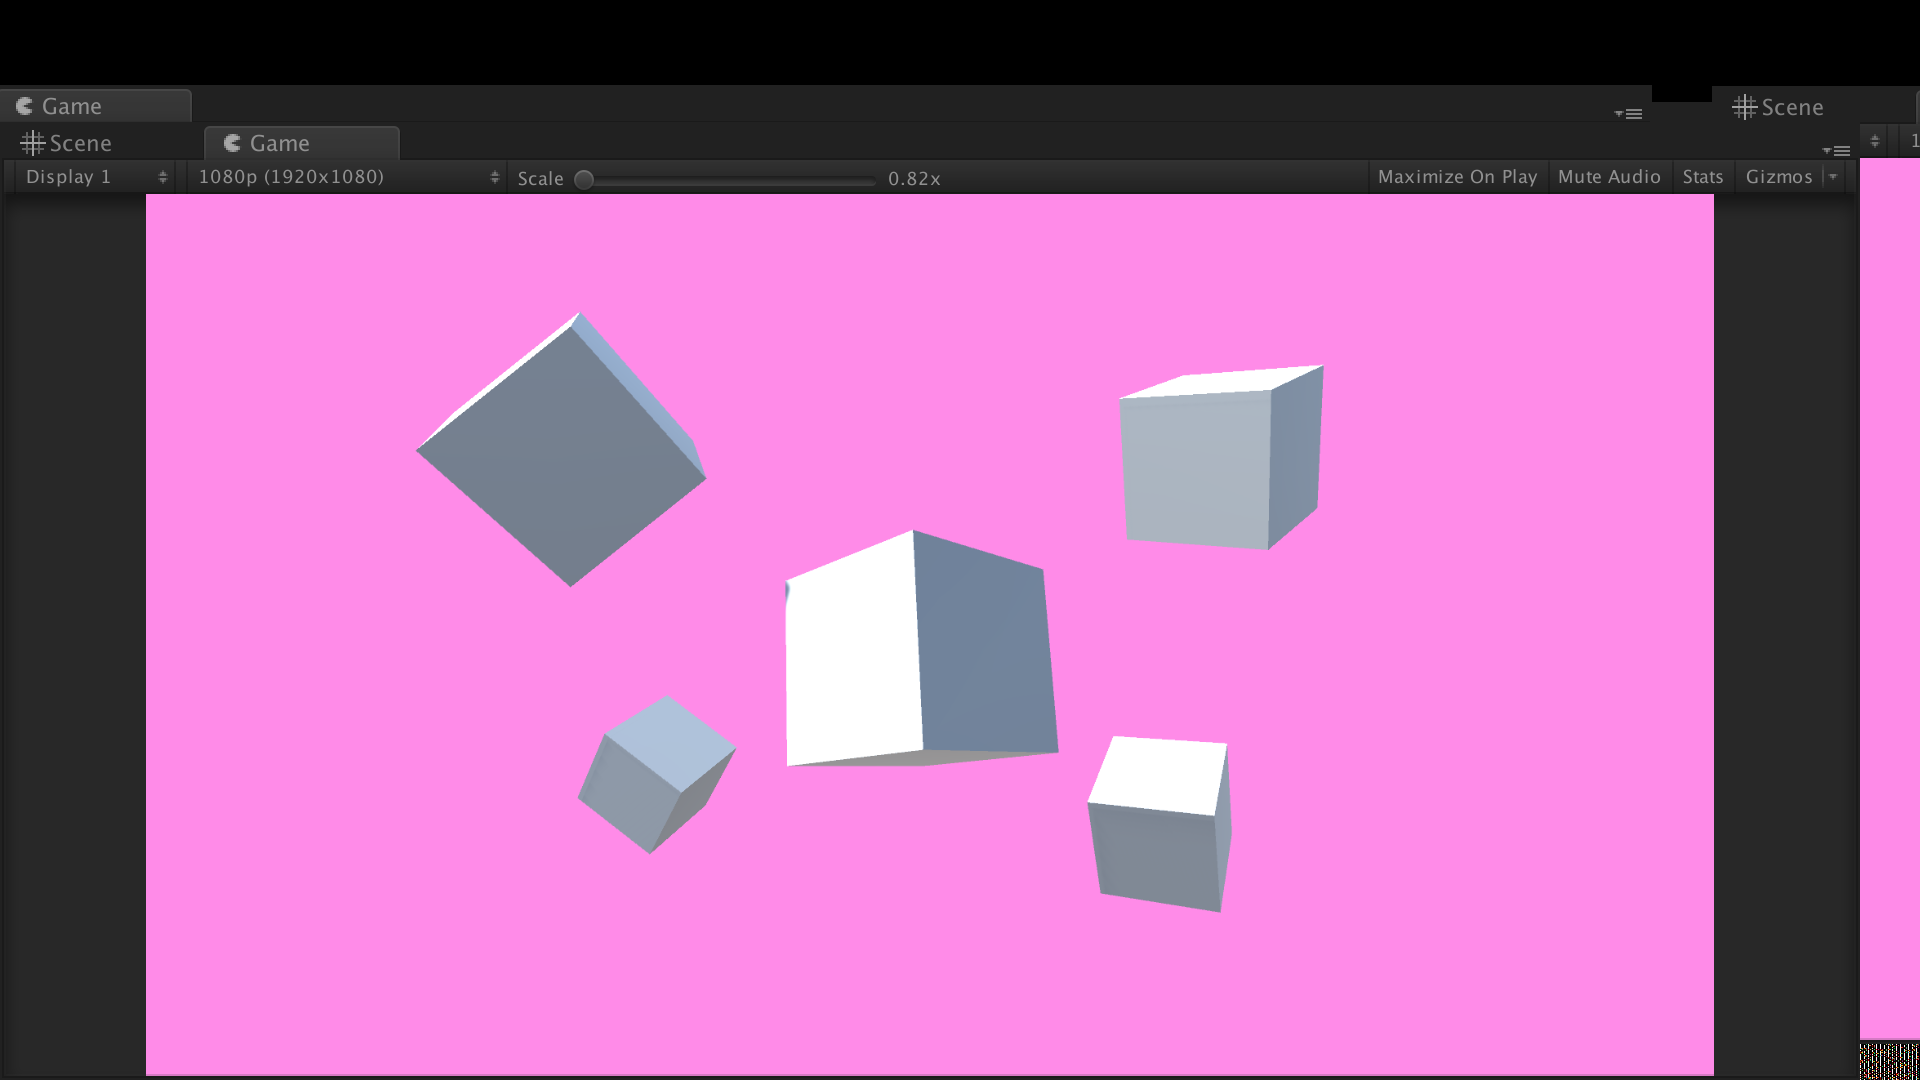 Game
Scene
Scene Game
1
Display 1 1080p (1920x1080) Scale 0.82x Maximize On Play Mute Audio Stats Gizmos